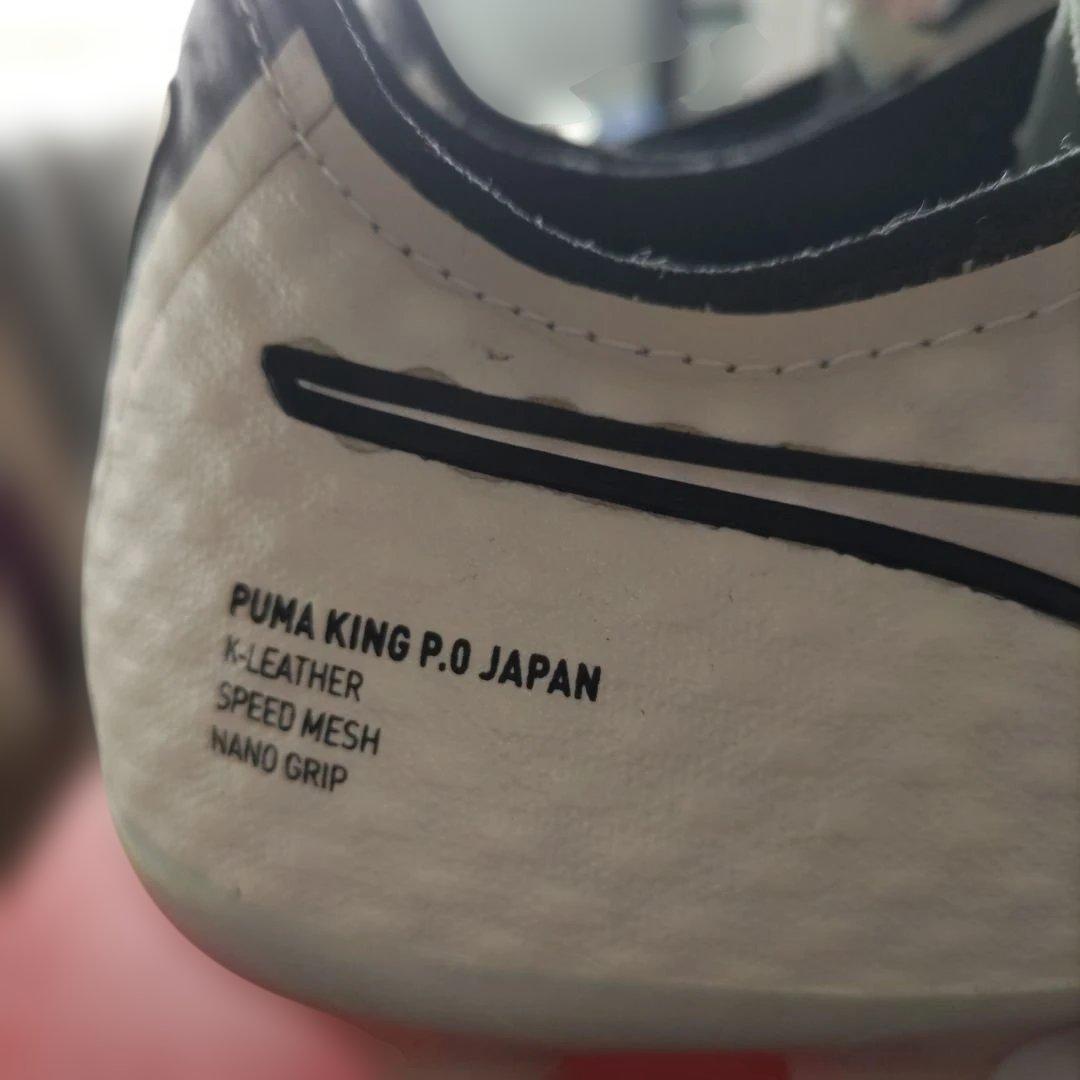 PUMA KING P.0 JAPAN
K-LEATHER
SPEED MESH
NANO GRIP